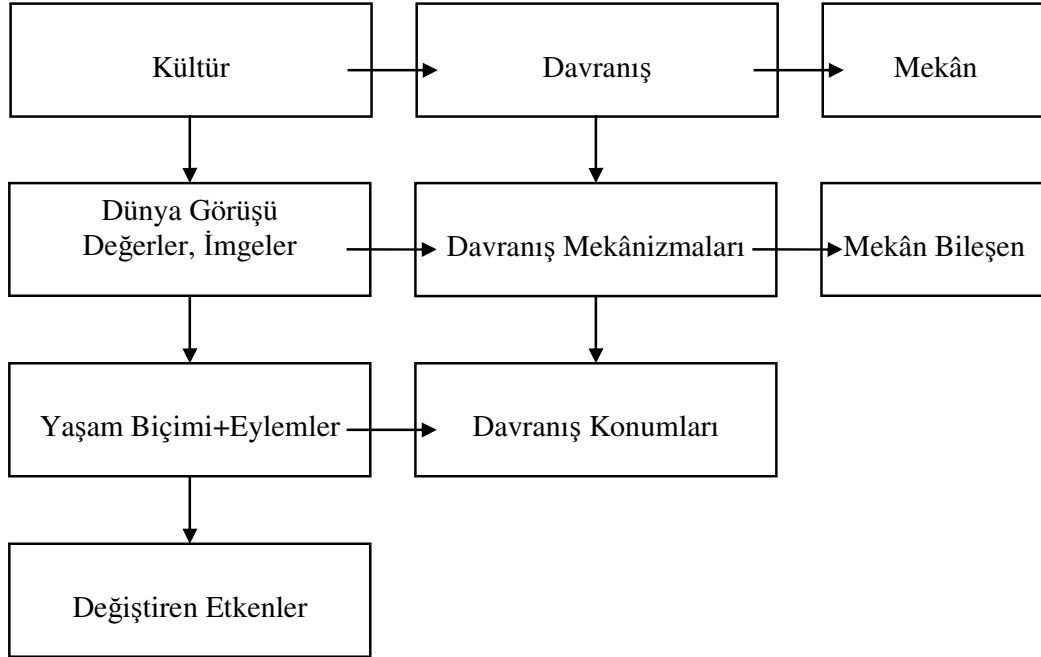 Kültür
Davranış
Mekân
Dünya Görüşü
Değerler, İmgeler
Davranış Mekânizmaları
Mekân Bileşen
Yaşam Biçimi+Eylemler
Davranış Konumları
Değiştiren Etkenler